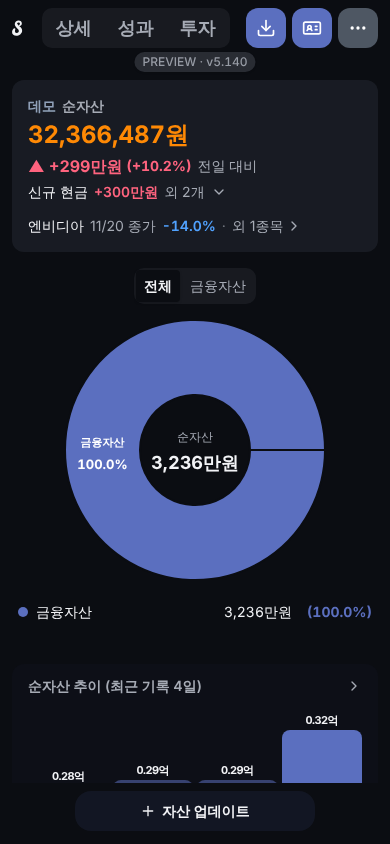 상세 성과 투자
PREVIEW · v5.140
데모 순자산
32,366,487원
▲ +299만원 (+10.2%) 전일 대비
신규 현금 +300만원 외 2개
엔비디아 11/20 종가 -14.0% · 외 1종목
전체 금융자산
순자산
3,236만원
금융자산
100.0%
금융자산 3,236만원 (100.0%)
순자산 추이 (최근 기록 4일)
0.28억 0.29억 0.29억 0.32억
+ 자산 업데이트